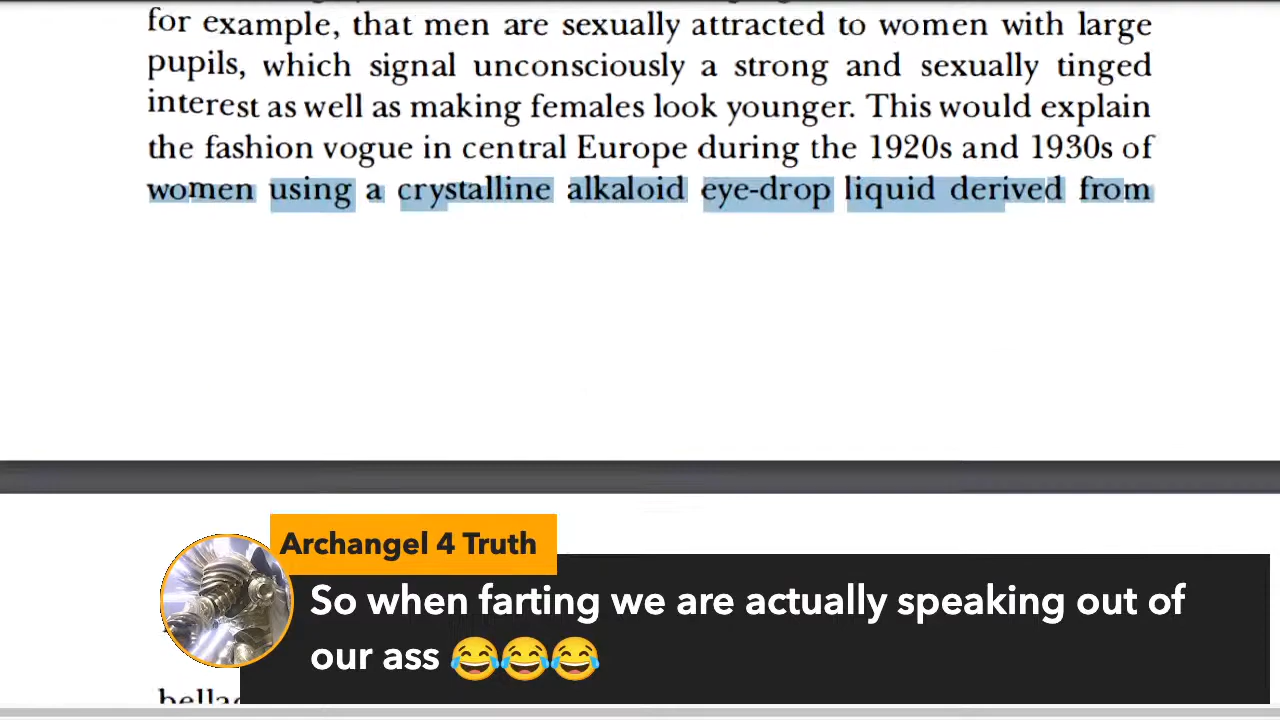 for example, that men are sexually attracted to women with large
pupils, which signal unconsciously a strong and sexually tinged
interest as well as making females look younger. This would explain
the fashion vogue in central Europe during the 1920s and 1930s of
women using a crystalline alkaloid eye-drop liquid derived from
Archangel 4 Truth
So when farting we are actually speaking out of
our ass 😂😂😂